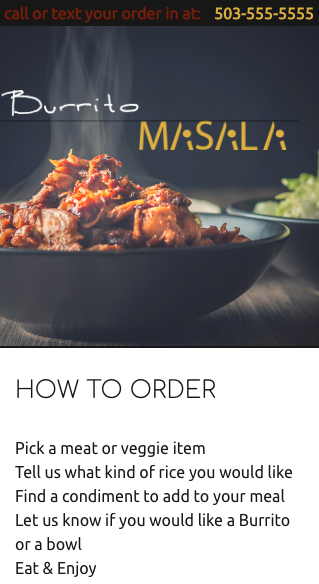 call or text your order in at: 503-555-5555
Burrito
MASALA
HOW TO ORDER
Pick a meat or veggie item
Tell us what kind of rice you would like
Find a condiment to add to your meal
Let us know if you would like a Burrito
or a bowl
Eat & Enjoy